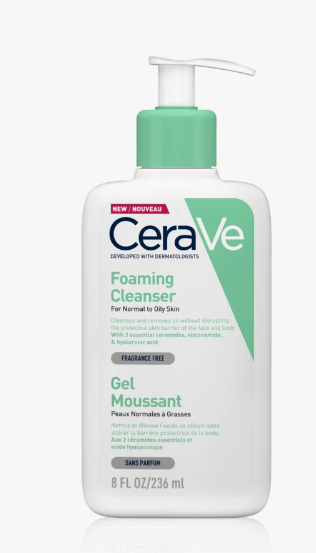 NEW / NOUVEAU
CeraVe
DEVELOPED WITH DERMATOLOGISTS
Foaming
Cleanser
For Normal to Oily Skin
Cleanses and removes oil without disrupting
the protective skin barrier of the face and body
With 3 essential ceramides, niacinamide,
& hyaluronic acid
FRAGRANCE FREE
Gel
Moussant
Peaux Normales à Grasses
Nettoie et élimine l'excès de sébum sans
altérer la barrière protectrice de la peau
Aux 3 céramides essentiels et
acide hyaluronique
SANS PARFUM
8 FL OZ/236 ml